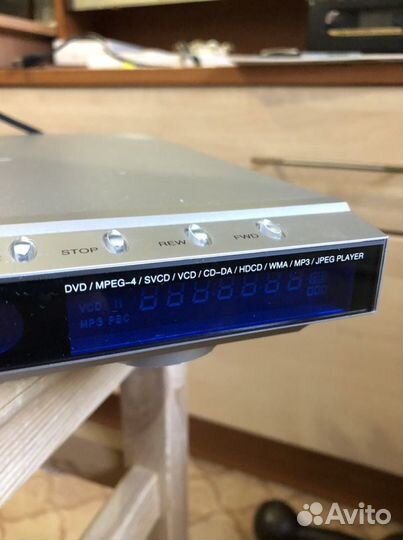 STOP REW FWD
DVD / MPEG-4 / SVCD / VCD / CD-DA / HDCD / WMA / MP3 / JPEG PLAYER
VCD
MP3
Avito